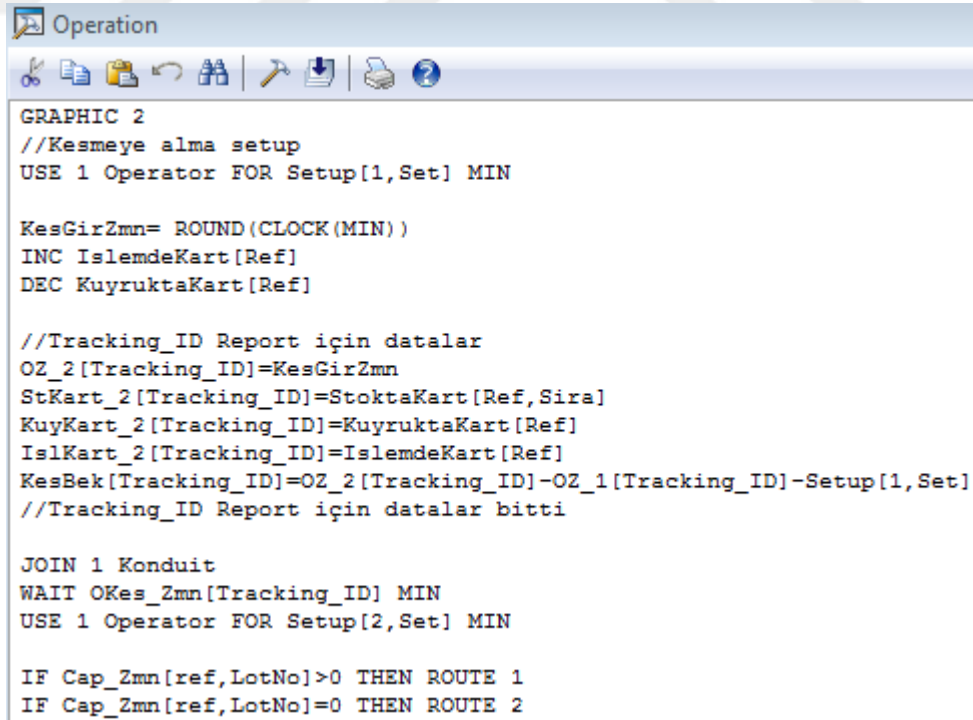 Operation
GRAPHIC 2
//Kesmeye alma setup
USE 1 Operator FOR Setup[1,Set] MIN
KesGirZmn= ROUND(CLOCK(MIN))
INC IslemdeKart[Ref]
DEC KuyruktaKart[Ref]
//Tracking_ID Report için datalar
OZ_2[Tracking_ID]=KesGirZmn
StKart_2[Tracking_ID]=StoktaKart[Ref,Sira]
KuyKart_2[Tracking_ID]=KuyruktaKart[Ref]
IslKart_2[Tracking_ID]=IslemdeKart[Ref]
KesBek[Tracking_ID]=OZ_2[Tracking_ID]-OZ_1[Tracking_ID]-Setup[1,Set]
//Tracking_ID Report için datalar bitti
JOIN 1 Konduit
WAIT OKes_Zmn[Tracking_ID] MIN
USE 1 Operator FOR Setup[2,Set] MIN
IF Cap_Zmn[ref,LotNo]>0 THEN ROUTE 1
IF Cap_Zmn[ref,LotNo]=0 THEN ROUTE 2